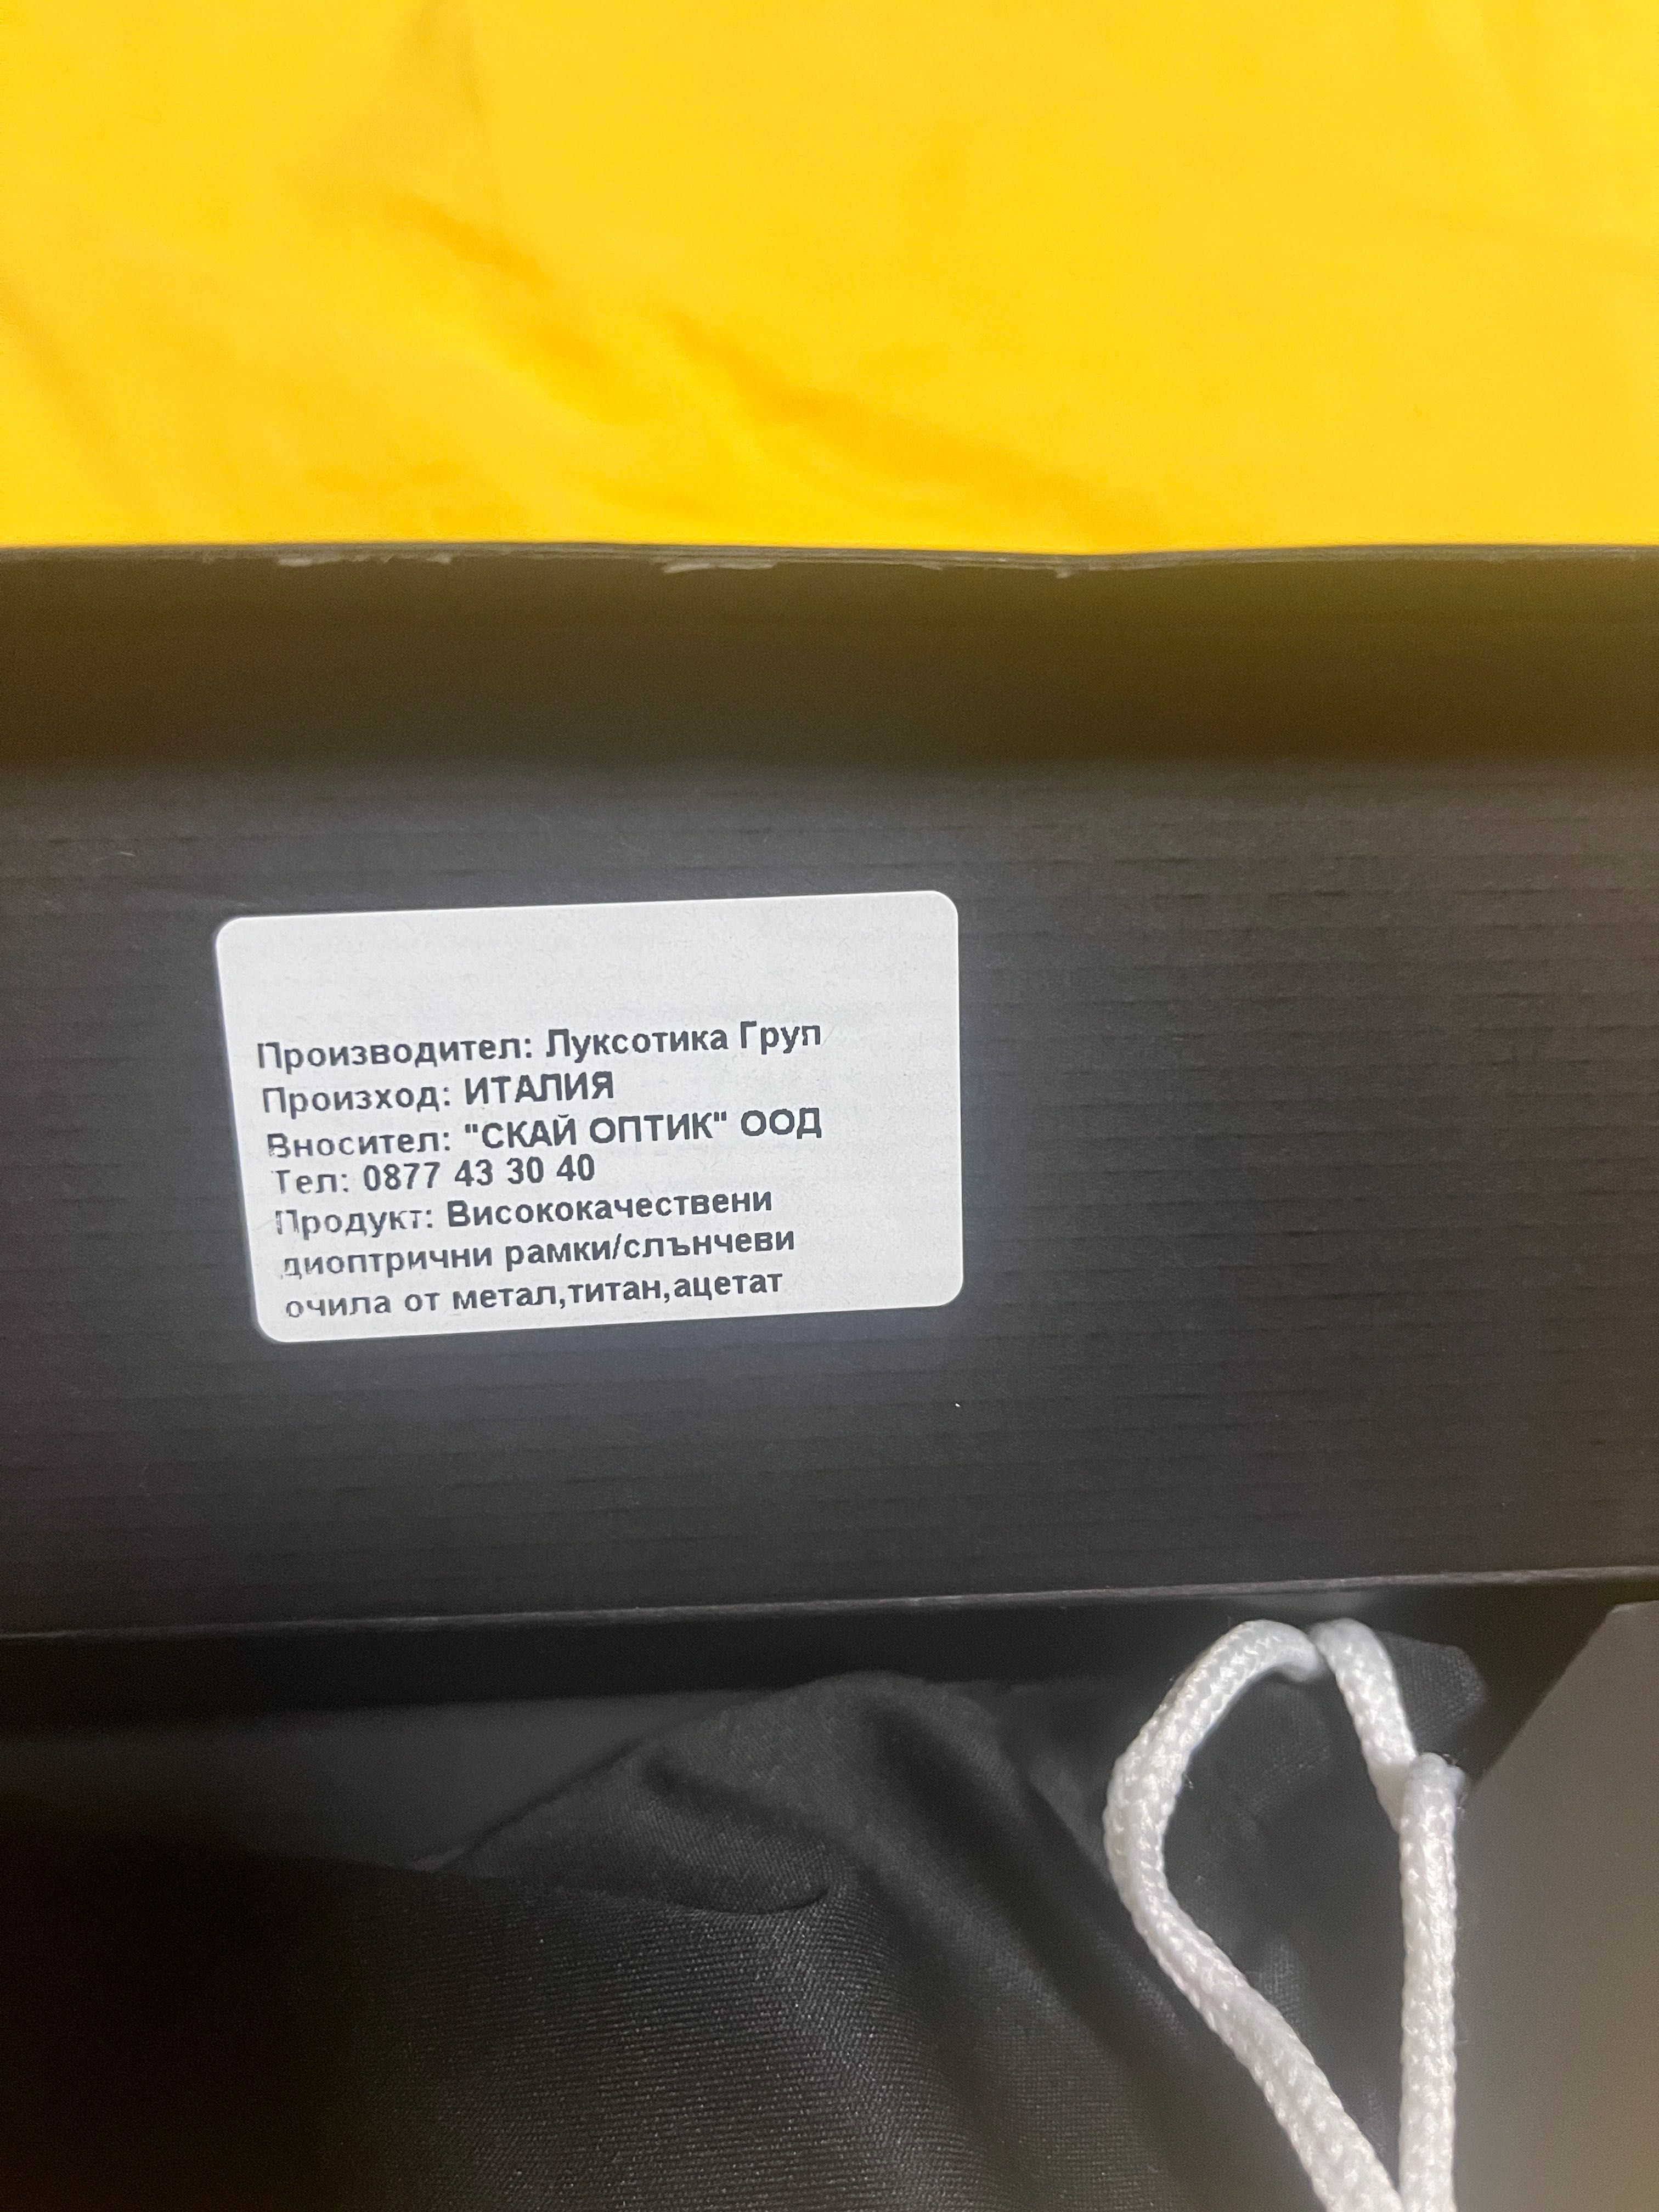 Производител: Луксотика Груп
Произход: ИТАЛИЯ
Вносител: "СКАЙ ОПТИК" ООД
Тел: 0877 43 30 40
Продукт: Висококачествени
диоптрични рамки/слънчеви
очила от метал,титан,ацетат